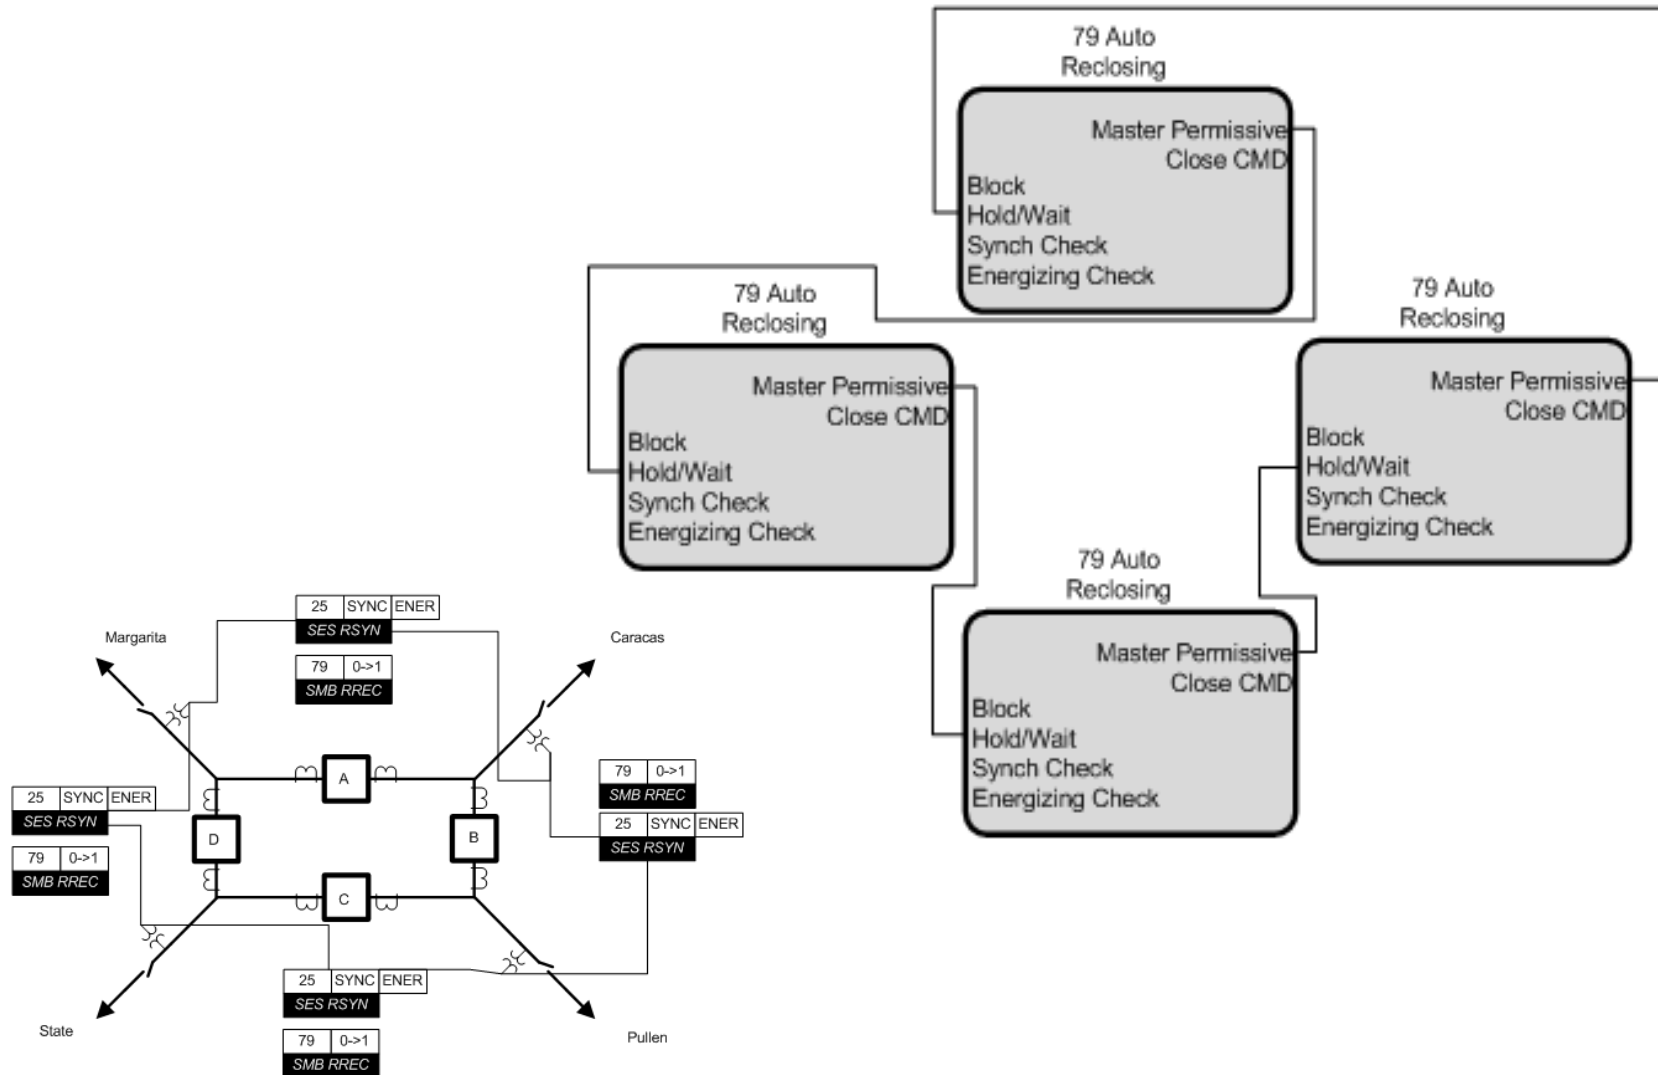 79 Auto
Reclosing
Master Permissive
Close CMD
Block
Hold/Wait
Synch Check
Energizing Check
79 Auto
Reclosing
Master Permissive
Close CMD
Block
Hold/Wait
Synch Check
Energizing Check
79 Auto
Reclosing
Master Permissive
Close CMD
Block
Hold/Wait
Synch Check
Energizing Check
79 Auto
Reclosing
Master Permissive
Close CMD
Block
Hold/Wait
Synch Check
Energizing Check
25 SYNC ENER
SES RSYN
79 0->1
SMB RREC
Margarita
Caracas
A
79 0->1
SMB RREC
25 SYNC ENER
SES RSYN
25 SYNC ENER
SES RSYN
79 0->1
SMB RREC
D
B
C
25 SYNC ENER
SES RSYN
79 0->1
SMB RREC
State
Pullen